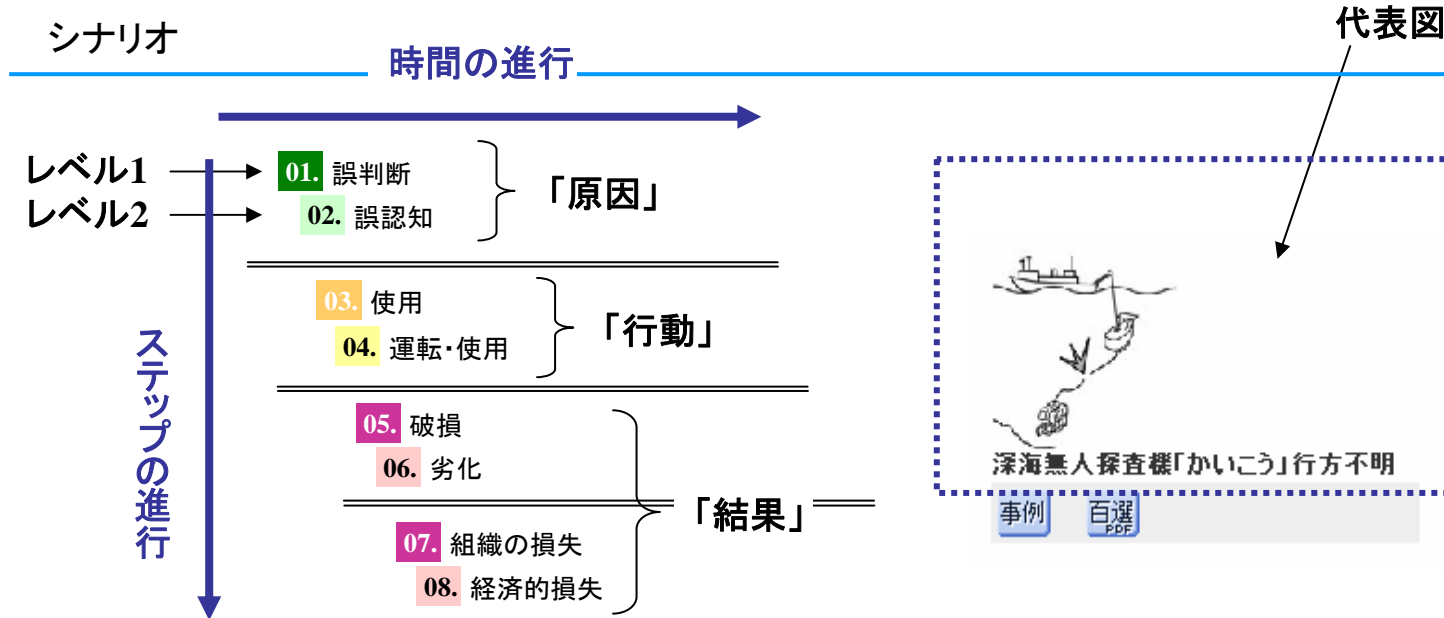 シナリオ
代表図
時間の進行
レベル1
レベル2
01. 誤判断
02. 誤認知
「原因」
03. 使用
04. 運転・使用
「行動」
ステップの進行
05. 破損
06. 劣化
「結果」
07. 組織の損失
08. 経済的損失
深海無人探査機「かいこう」行方不明
事例
百選
PDF